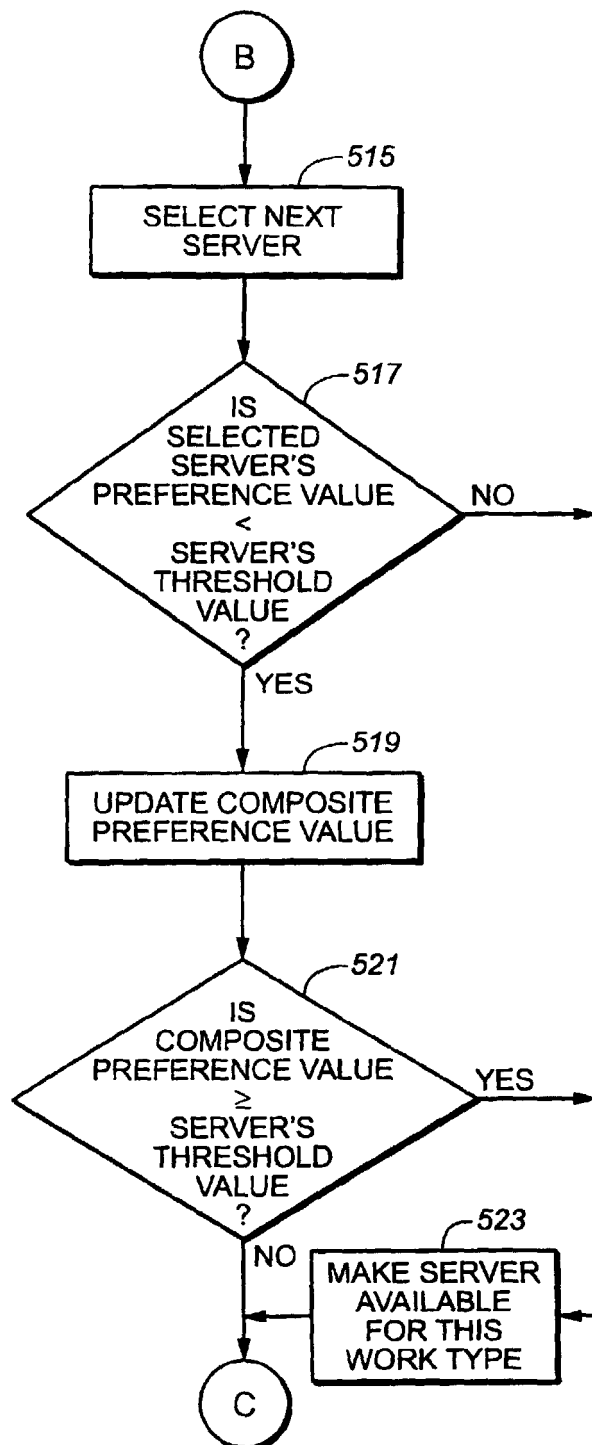 B
515
SELECT NEXT
SERVER
517
IS
SELECTED
SERVER'S
PREFERENCE VALUE
<
SERVER'S
THRESHOLD
VALUE
?
NO
YES
519
UPDATE COMPOSITE
PREFERENCE VALUE
521
IS
COMPOSITE
PREFERENCE VALUE
≥
SERVER'S
THRESHOLD
VALUE
?
YES
NO
523
MAKE SERVER
AVAILABLE
FOR THIS
WORK TYPE
C